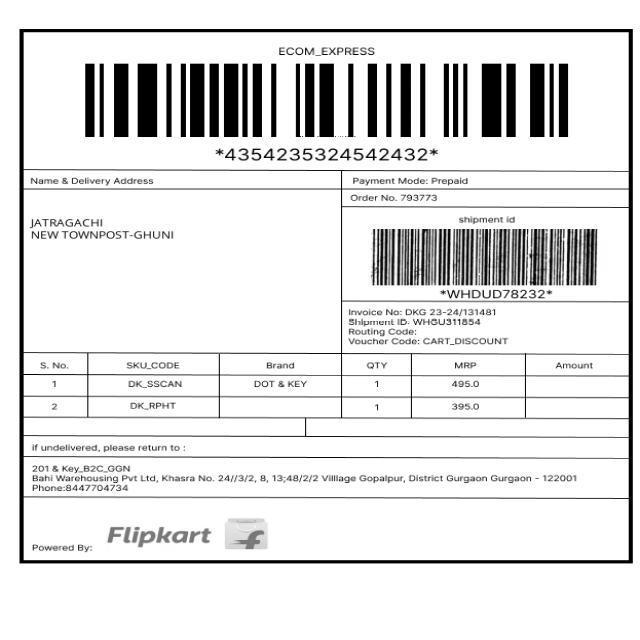 ECOM_EXPRESS
*4354235324542432*
Name & Delivery Address
Payment Mode: Prepaid
Order No. 793773
JATRAGACHI
NEW TOWNPOST-GHUNI
shipment id
*WHDUD78232*
Invoice No: DKG 23-24/131481
Shipment ID: WHGU311854
Routing Code:
Voucher Code: CART_DISCOUNT
S. No. SKU_CODE Brand QTY MRP Amount
1 DK_SSCAN DOT & KEY 1 495.0
2 DK_RPHT 1 395.0
if undelivered, please return to :
201 & Key_B2C_GGN
Bahi Warehousing Pvt Ltd, Khasra No. 24//3/2, 8, 13;48/2/2 Villlage Gopalpur, District Gurgaon Gurgaon - 122001
Phone:8447704734
Powered By: Flipkart